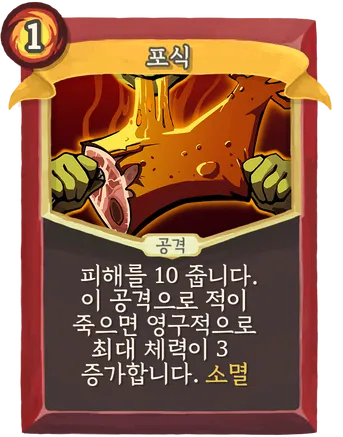 1
포식
공격
피해를 10 줍니다.
이 공격으로 적이
죽으면 영구적으로
최대 체력이 3
증가합니다. 소멸